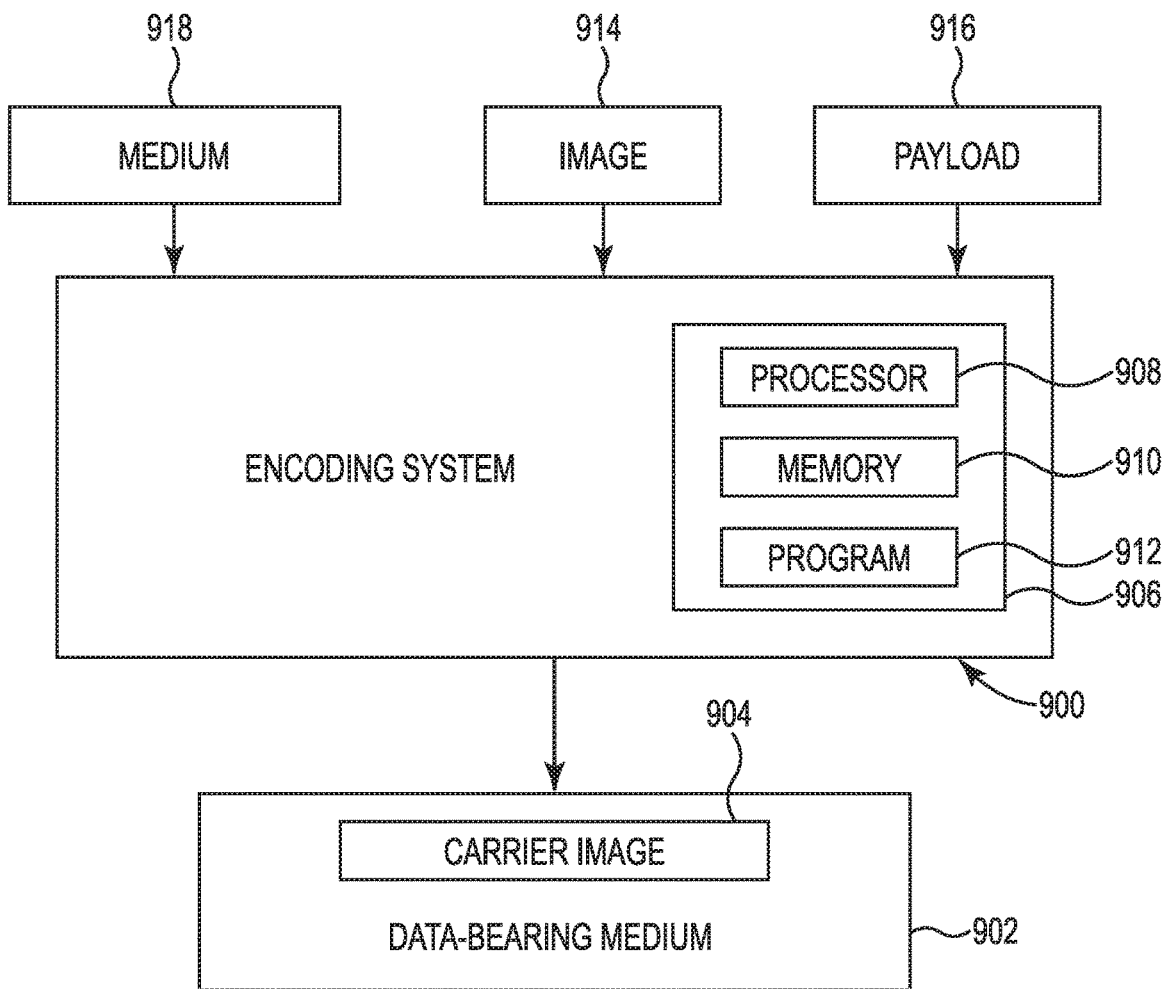 918
914
916
MEDIUM
IMAGE
PAYLOAD
PROCESSOR
908
ENCODING SYSTEM
MEMORY
910
PROGRAM
912
906
900
904
CARRIER IMAGE
DATA-BEARING MEDIUM
902